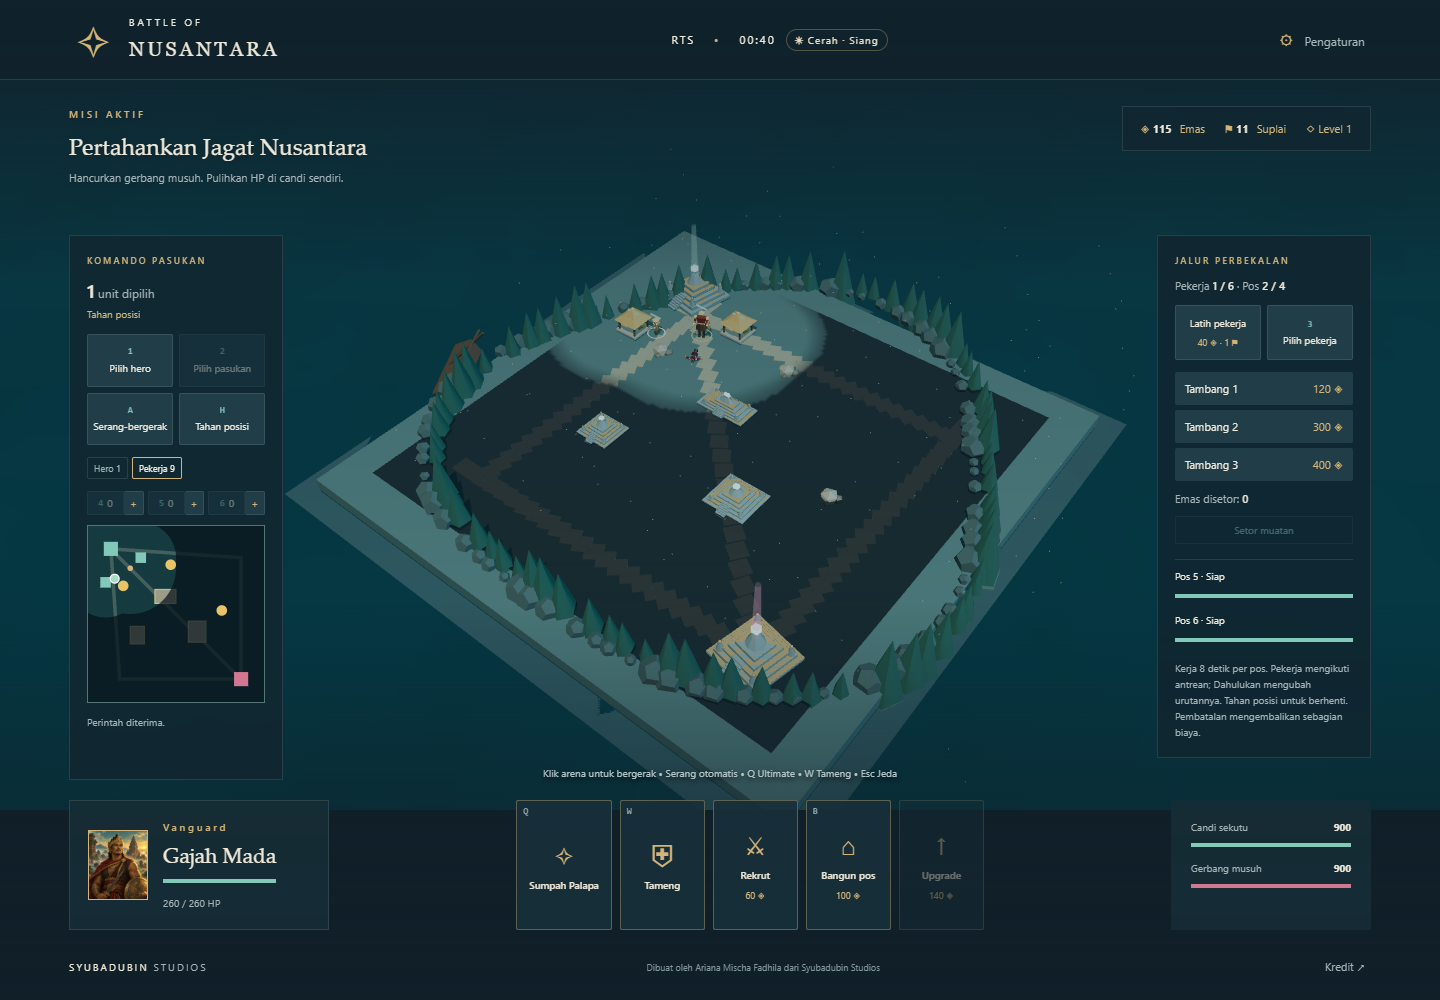 BATTLE OF
NUSANTARA
RTS • 00:40 Cerah · Siang
Pengaturan
MISI AKTIF
Pertahankan Jagat Nusantara
Hancurkan gerbang musuh. Pulihkan HP di candi sendiri.
115 Emas 11 Suplai Level 1
KOMANDO PASUKAN
1 unit dipilih
Tahan posisi
1
Pilih hero
2
Pilih pasukan
A
Serang-bergerak
H
Tahan posisi
Hero 1 Pekerja 9
4 0 + 5 0 + 6 0 +
Perintah diterima.
JALUR PERBEKALAN
Pekerja 1 / 6 · Pos 2 / 4
Latih pekerja
40 · 1
3
Pilih pekerja
Tambang 1 120
Tambang 2 300
Tambang 3 400
Emas disetor: 0
Setor muatan
Pos 5 · Siap
Pos 6 · Siap
Kerja 8 detik per pos. Pekerja mengikuti
antrean; Dahulukan mengubah
urutannya. Tahan posisi untuk berhenti.
Pembatalan mengembalikan sebagian
biaya.
Klik arena untuk bergerak • Serang otomatis • Q Ultimate • W Tameng • Esc Jeda
Vanguard
Gajah Mada
260 / 260 HP
Q
Sumpah Palapa
W
Tameng
Rekrut
60
B
Bangun pos
100
Upgrade
140
Candi sekutu 900
Gerbang musuh 900
SYUBADUBIN STUDIOS
Dibuat oleh Ariana Mischa Fadhila dari Syubadubin Studios
Kredit ↗